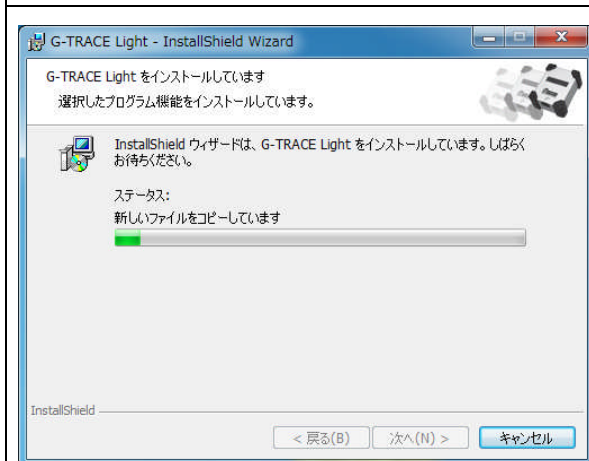 G-TRACE Light - InstallShield Wizard
G-TRACE Light をインストールしています
選択したプログラム機能をインストールしています。
InstallShield ウィザードは、G-TRACE Light をインストールしています。しばらく
お待ちください。
ステータス:
新しいファイルをコピーしています
InstallShield
< 戻る(B)
次へ(N) >
キャンセル